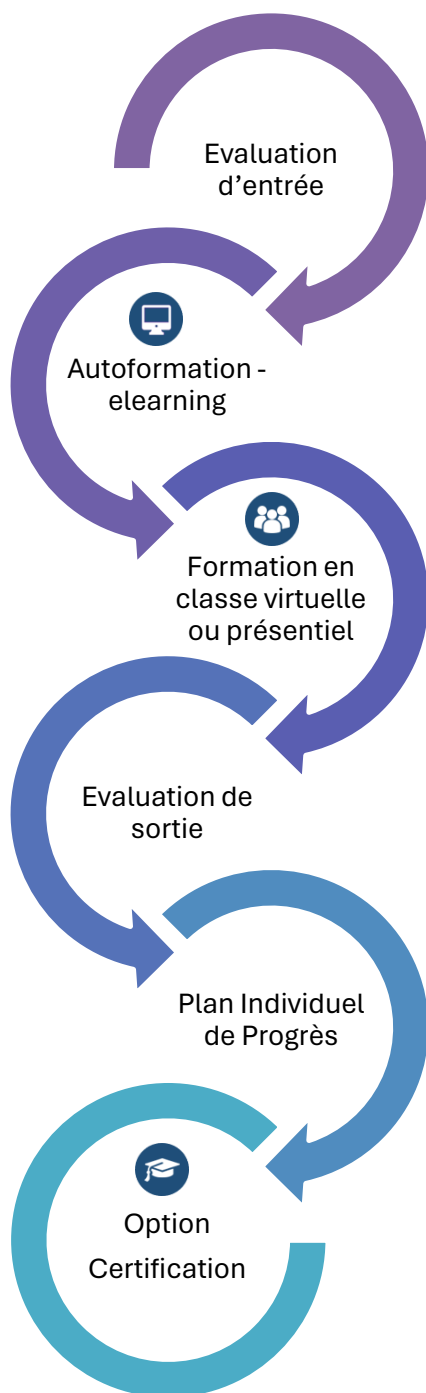 Evaluation
d’entrée
Autoformation -
elearning
Formation en
classe virtuelle
ou présentiel
Evaluation de
sortie
Plan Individuel
de Progrès
Option
Certification